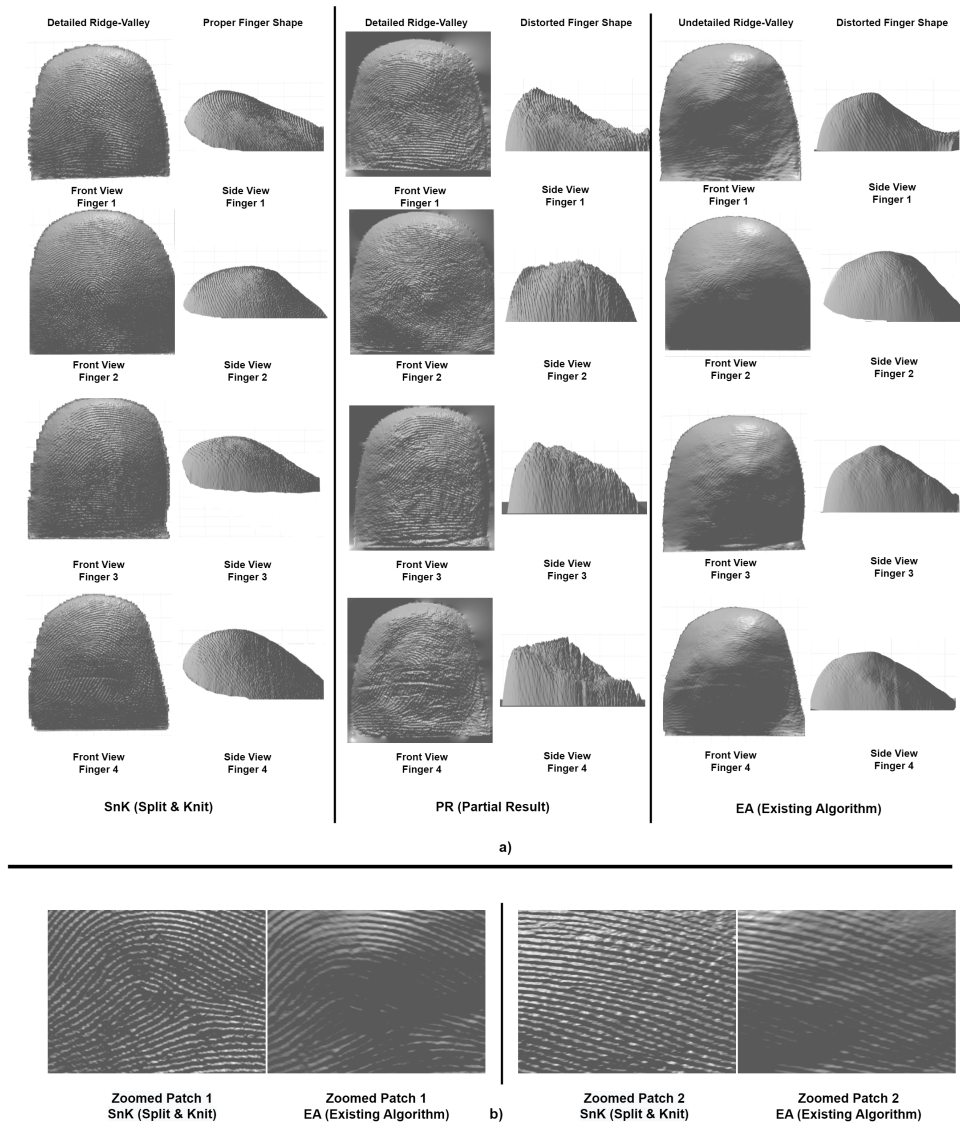 Detailed Ridge-Valley
Proper Finger Shape
Detailed Ridge-Valley
Distorted Finger Shape
Undetailed Ridge-Valley
Distorted Finger Shape
Front View
Finger 1
Side View
Finger 1
Front View
Finger 1
Side View
Finger 1
Front View
Finger 1
Side View
Finger 1
Front View
Finger 2
Side View
Finger 2
Front View
Finger 2
Side View
Finger 2
Front View
Finger 2
Side View
Finger 2
Front View
Finger 3
Side View
Finger 3
Front View
Finger 3
Side View
Finger 3
Front View
Finger 3
Side View
Finger 3
Front View
Finger 4
Side View
Finger 4
Front View
Finger 4
Side View
Finger 4
Front View
Finger 4
Side View
Finger 4
SnK (Split & Knit)
PR (Partial Result)
EA (Existing Algorithm)
a)
Zoomed Patch 1
SnK (Split & Knit)
Zoomed Patch 1
EA (Existing Algorithm)
b)
Zoomed Patch 2
SnK (Split & Knit)
Zoomed Patch 2
EA (Existing Algorithm)